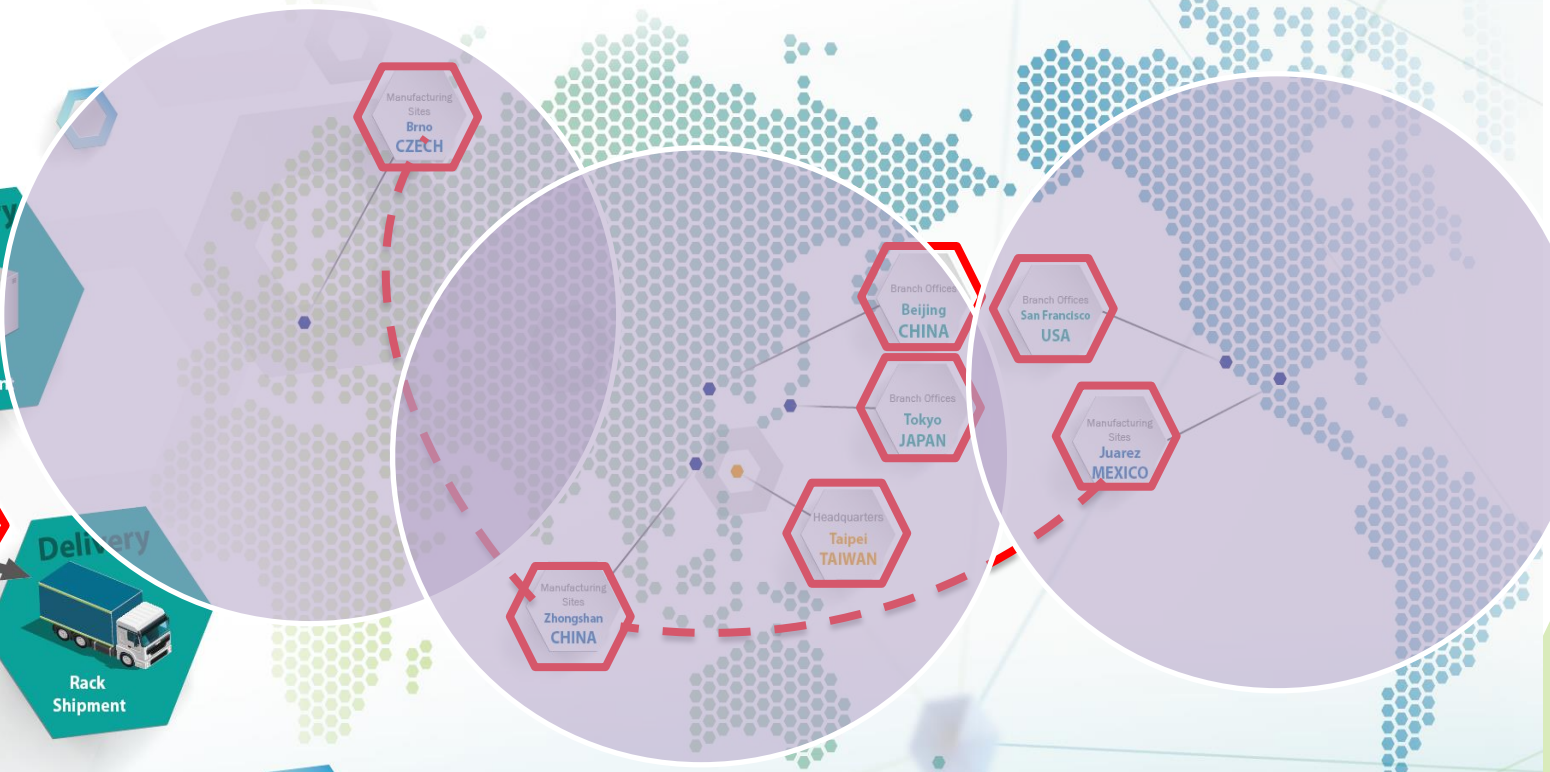 Manufacturing
Sites
Brno
CZECH
Branch Offices
Beijing
CHINA
Branch Offices
San Francisco
USA
Branch Offices
Tokyo
JAPAN
Manufacturing
Sites
Juarez
MEXICO
Headquarters
Taipei
TAIWAN
Manufacturing
Sites
Zhongshan
CHINA
Delivery
Rack
Shipment